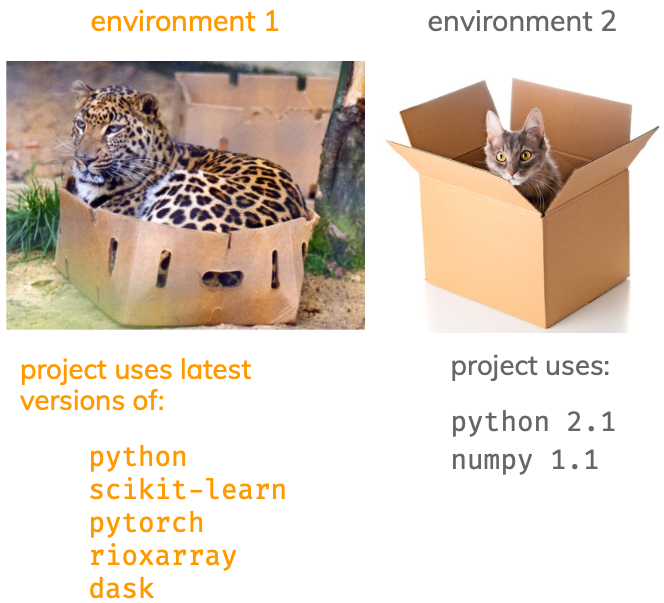 environment 1
environment 2
project uses latest
versions of:
python
scikit-learn
pytorch
rioxarray
dask
project uses:
python 2.1
numpy 1.1